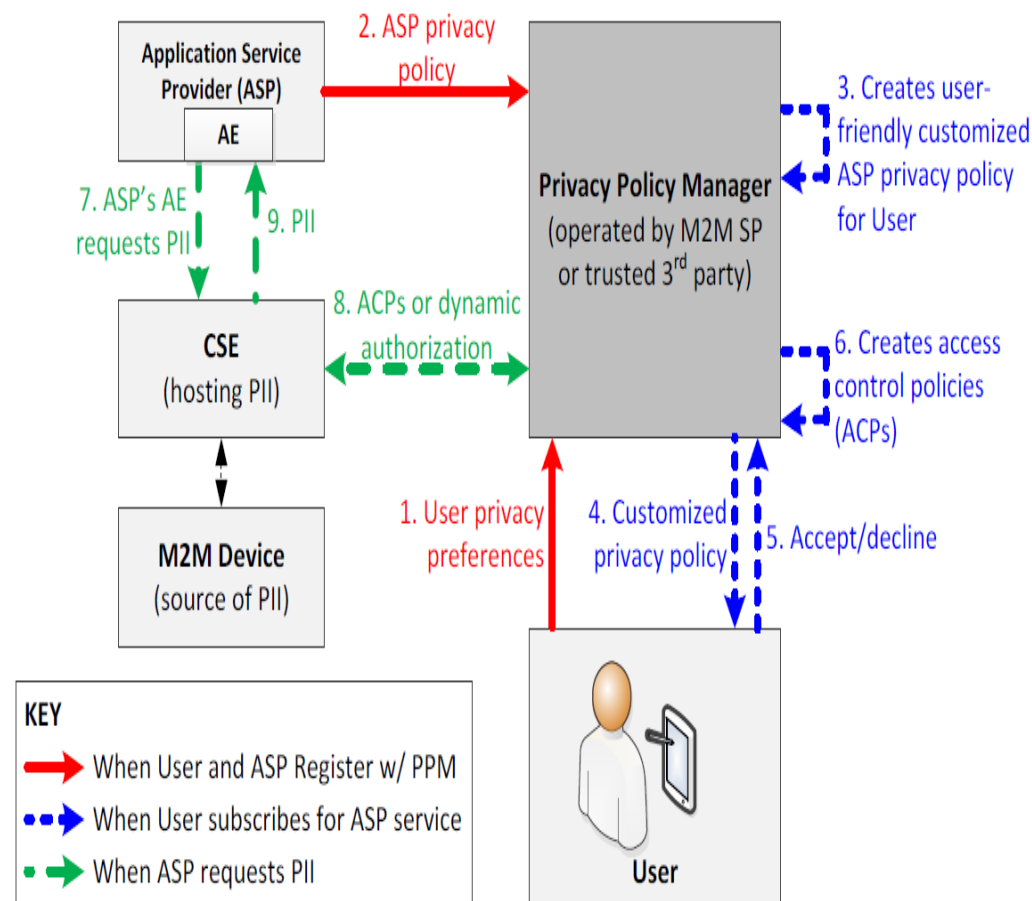 Application Service
Provider (ASP)
AE
2. ASP privacy
policy
Privacy Policy Manager
(operated by M2M SP
or trusted 3rd party)
3. Creates user-
friendly customized
ASP privacy policy
for User
7. ASP’s AE
requests PII
9. PII
CSE
(hosting PII)
8. ACPs or dynamic
authorization
6. Creates access
control policies
(ACPs)
M2M Device
(source of PII)
1. User privacy
preferences
4. Customized
privacy policy
5. Accept/decline
User
KEY
When User and ASP Register w/ PPM
When User subscribes for ASP service
When ASP requests PII